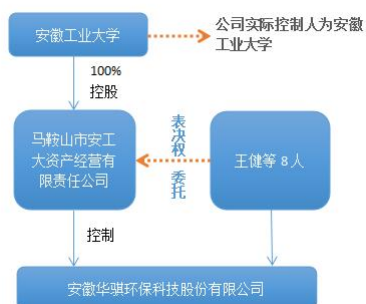 安徽工业大学
公司实际控制人为安徽
工业大学
100%
控股
马鞍山市安工
大资产经营有
限责任公司
表决权 委托
王健等 8 人
控制
安徽华骐环保科技股份有限公司